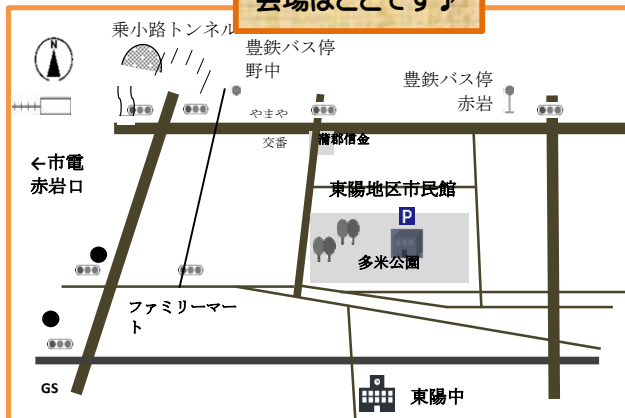 会場はここです♪
N
乗小路トンネル
豊鉄バス停
野中
豊鉄バス停
赤岩
やまや
交番
蒲郡信金
←市電
赤岩口
東陽地区市民館
P
多米公園
ファミリーマー
ト
GS
東陽中